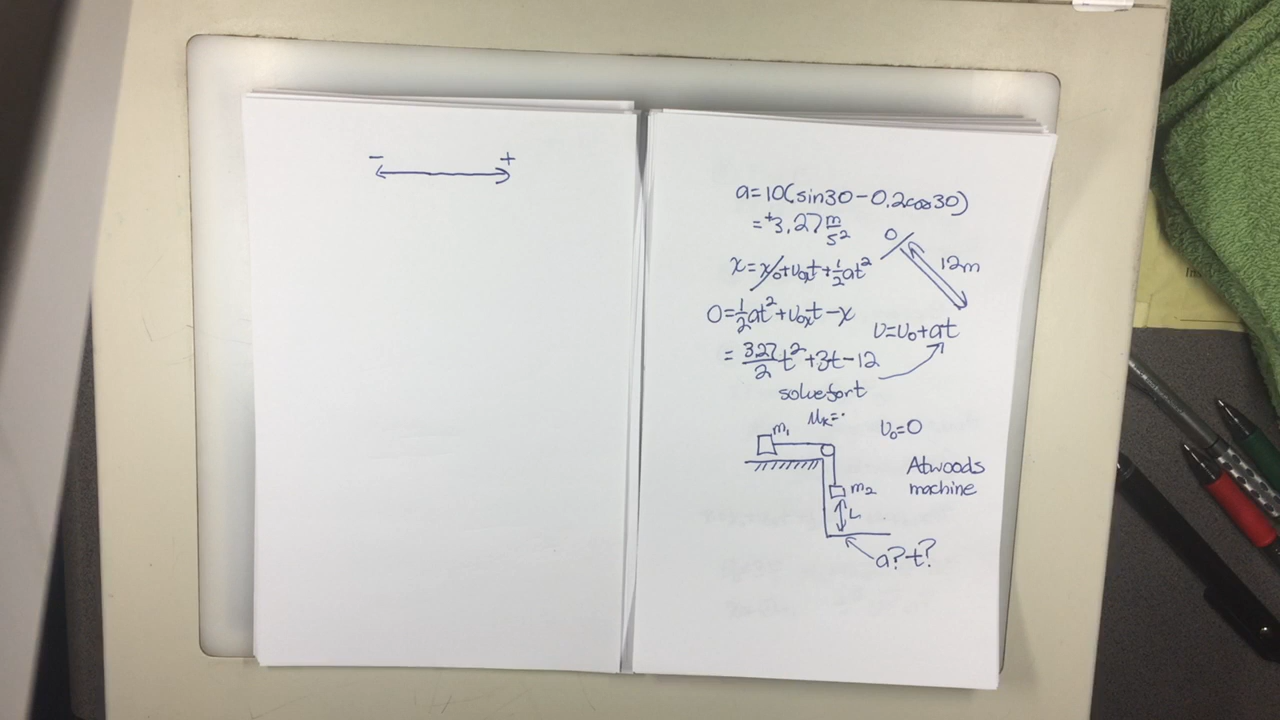 - +
a=10(sin30-0.2cos30)
=+3.27 m/s²
0
12m
x=x₀+v₀ₓt+½at²
0=½at²+v₀ₓt-x
v=v₀+at
=3.27/2 t²+3t-12
solve for t
μₖ=·
m₁
v₀=0
Atwoods
machine
m₂
L
a? t?